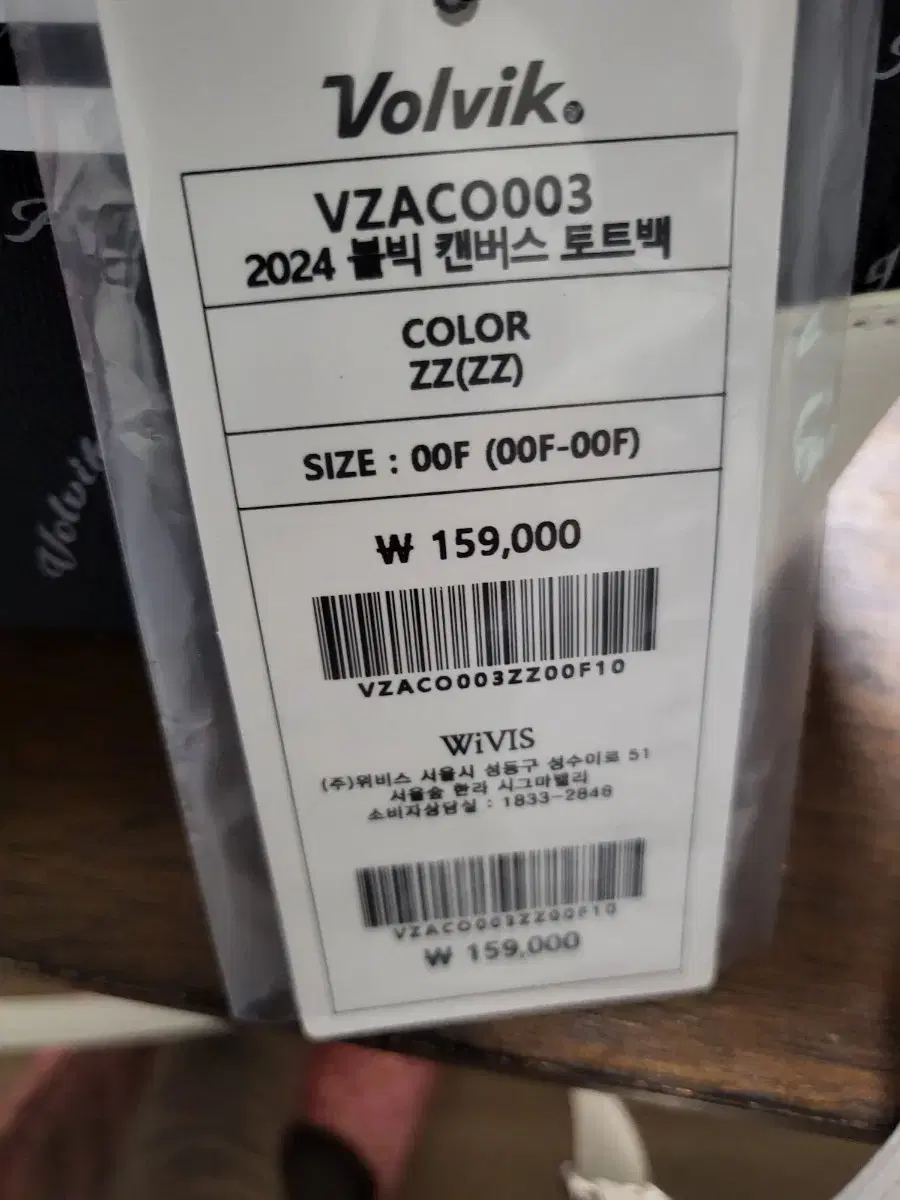 Volvik
VZACO003
2024 볼빅 캔버스 토트백
COLOR
ZZ(ZZ)
SIZE : 00F (00F-00F)
₩ 159,000
VZACO003ZZ00F10
WiVIS
(주)위비스 서울시 성동구 성수이로 51
서울숲 한라 시그마밸리
소비자상담실 : 1833-2846
VZACO003ZZ00F10
₩ 159,000
Volvik